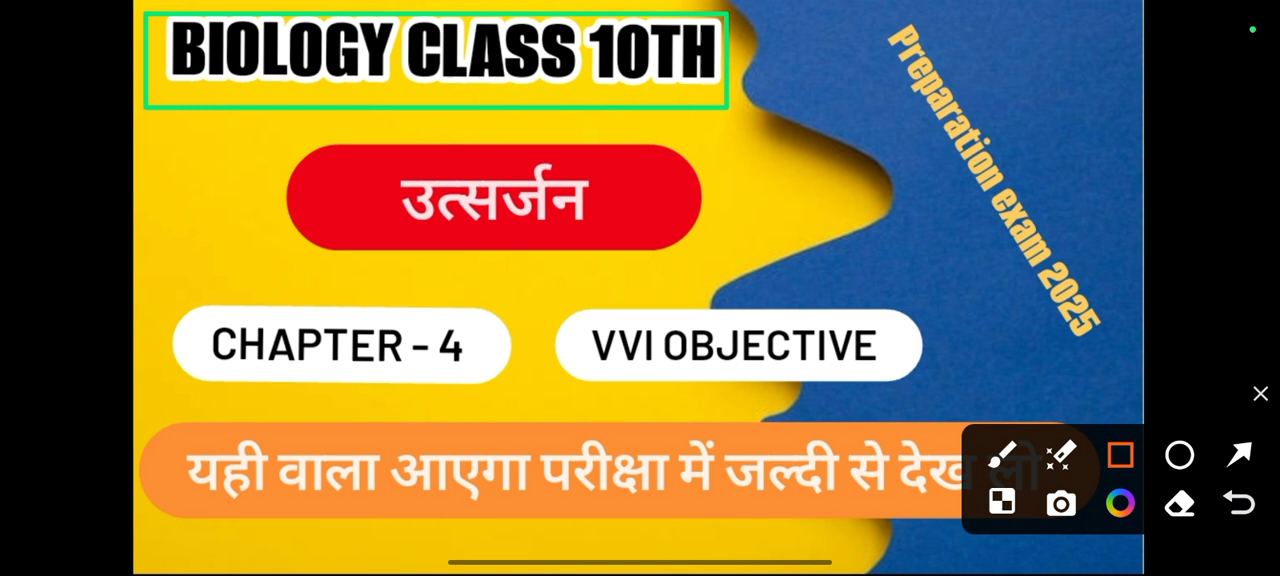 BIOLOGY CLASS 10TH
Preparation exam 2025
उत्सर्जन
CHAPTER - 4
VVI OBJECTIVE
यही वाला आएगा परीक्षा में जल्दी से देख लो